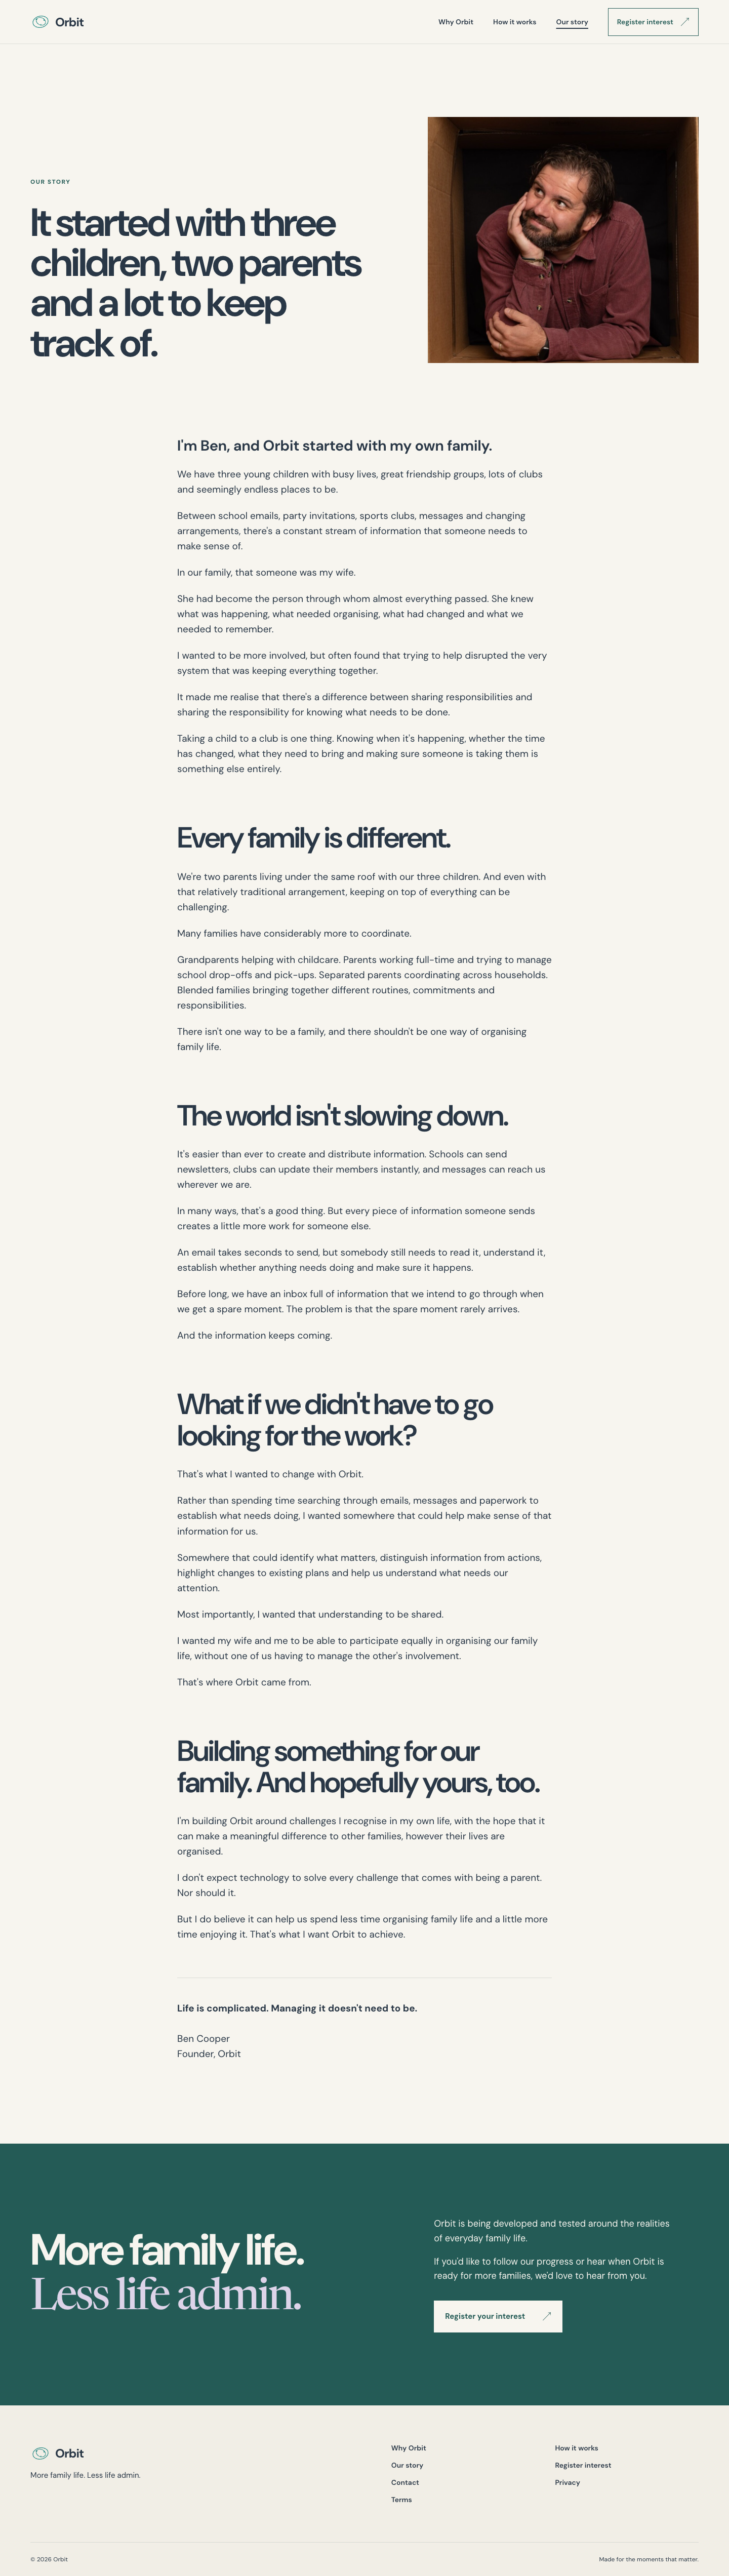 Orbit
Why Orbit
How it works
Our story
Register interest
OUR STORY
It started with three
children, two parents
and a lot to keep
track of.
I'm Ben, and Orbit started with my own family.
We have three young children with busy lives, great friendship groups, lots of clubs
and seemingly endless places to be.
Between school emails, party invitations, sports clubs, messages and changing
arrangements, there's a constant stream of information that someone needs to
make sense of.
In our family, that someone was my wife.
She had become the person through whom almost everything passed. She knew
what was happening, what needed organising, what had changed and what we
needed to remember.
I wanted to be more involved, but often found that trying to help disrupted the very
system that was keeping everything together.
It made me realise that there's a difference between sharing responsibilities and
sharing the responsibility for knowing what needs to be done.
Taking a child to a club is one thing. Knowing when it's happening, whether the time
has changed, what they need to bring and making sure someone is taking them is
something else entirely.
Every family is different.
We're two parents living under the same roof with our three children. And even with
that relatively traditional arrangement, keeping on top of everything can be
challenging.
Many families have considerably more to coordinate.
Grandparents helping with childcare. Parents working full-time and trying to manage
school drop-offs and pick-ups. Separated parents coordinating across households.
Blended families bringing together different routines, commitments and
responsibilities.
There isn't one way to be a family, and there shouldn't be one way of organising
family life.
The world isn't slowing down.
It's easier than ever to create and distribute information. Schools can send
newsletters, clubs can update their members instantly, and messages can reach us
wherever we are.
In many ways, that's a good thing. But every piece of information someone sends
creates a little more work for someone else.
An email takes seconds to send, but somebody still needs to read it, understand it,
establish whether anything needs doing and make sure it happens.
Before long, we have an inbox full of information that we intend to go through when
we get a spare moment. The problem is that the spare moment rarely arrives.
And the information keeps coming.
What if we didn't have to go
looking for the work?
That's what I wanted to change with Orbit.
Rather than spending time searching through emails, messages and paperwork to
establish what needs doing, I wanted somewhere that could help make sense of that
information for us.
Somewhere that could identify what matters, distinguish information from actions,
highlight changes to existing plans and help us understand what needs our
attention.
Most importantly, I wanted that understanding to be shared.
I wanted my wife and me to be able to participate equally in organising our family
life, without one of us having to manage the other's involvement.
That's where Orbit came from.
Building something for our
family. And hopefully yours, too.
I'm building Orbit around challenges I recognise in my own life, with the hope that it
can make a meaningful difference to other families, however their lives are
organised.
I don't expect technology to solve every challenge that comes with being a parent.
Nor should it.
But I do believe it can help us spend less time organising family life and a little more
time enjoying it. That's what I want Orbit to achieve.
Life is complicated. Managing it doesn't need to be.
Ben Cooper
Founder, Orbit
More family life.
Less life admin.
Orbit is being developed and tested around the realities
of everyday family life.
If you'd like to follow our progress or hear when Orbit is
ready for more families, we'd love to hear from you.
Register your interest
Orbit
More family life. Less life admin.
Why Orbit
Our story
Contact
Terms
How it works
Register interest
Privacy
© 2026 Orbit
Made for the moments that matter.